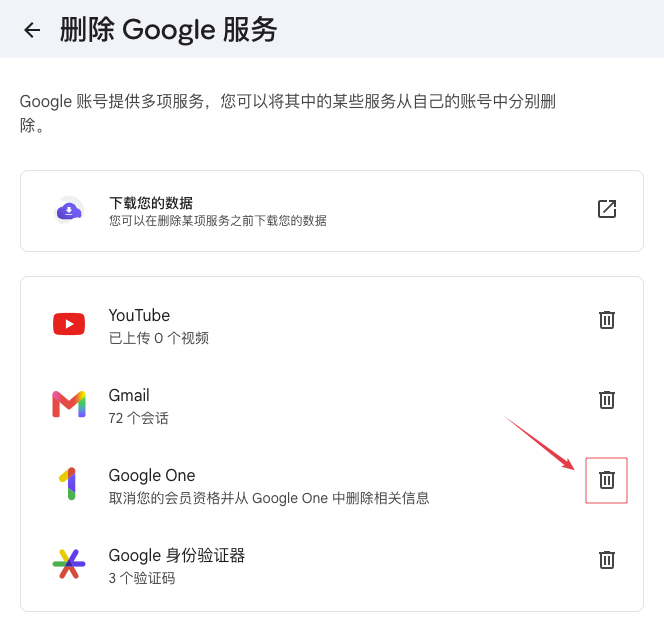 删除 Google 服务
Google 账号提供多项服务，您可以将其中的某些服务从自己的账号中分别删
除。
下载您的数据
您可以在删除某项服务之前下载您的数据
YouTube
已上传 0 个视频
Gmail
72 个会话
Google One
取消您的会员资格并从 Google One 中删除相关信息
Google 身份验证器
3 个验证码